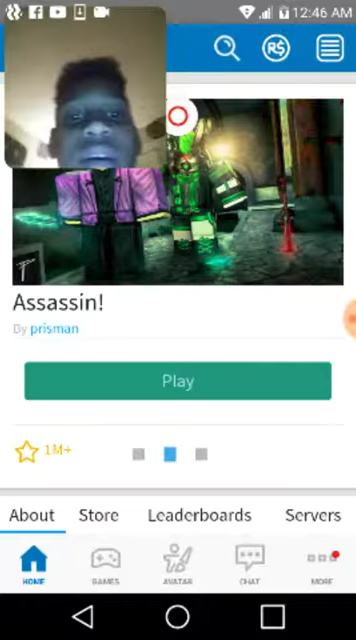 12:46 AM
R$
Assassin!
By prisman
Play
1M+
About Store Leaderboards Servers
HOME GAMES AVATAR CHAT MORE